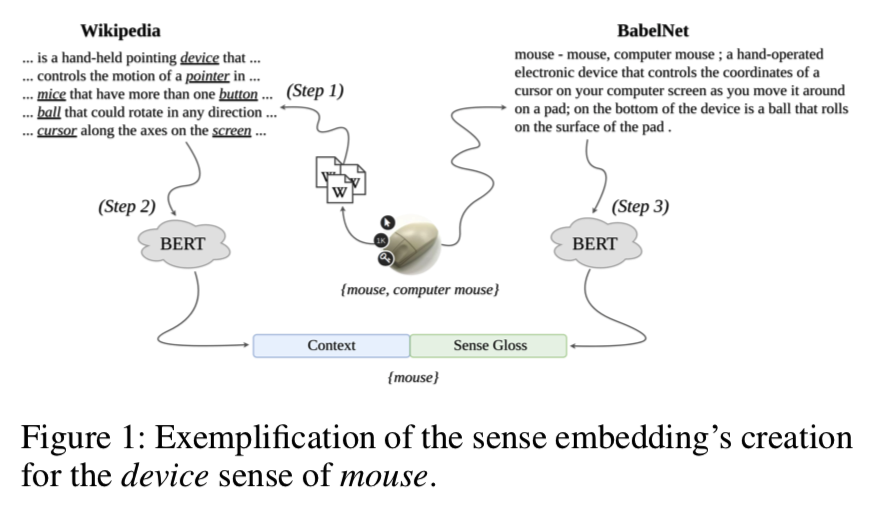 Wikipedia
... is a hand-held pointing device that ...
... controls the motion of a pointer in ...
... mice that have more than one button ...
... ball that could rotate in any direction ...
... cursor along the axes on the screen ...
(Step 1)
BabelNet
mouse - mouse, computer mouse ; a hand-operated
electronic device that controls the coordinates of a
cursor on your computer screen as you move it around
on a pad; on the bottom of the device is a ball that rolls
on the surface of the pad .
W
W
W
(Step 2)
BERT
1K
{mouse, computer mouse}
(Step 3)
BERT
Context
Sense Gloss
{mouse}
Figure 1: Exemplification of the sense embedding's creation
for the device sense of mouse.